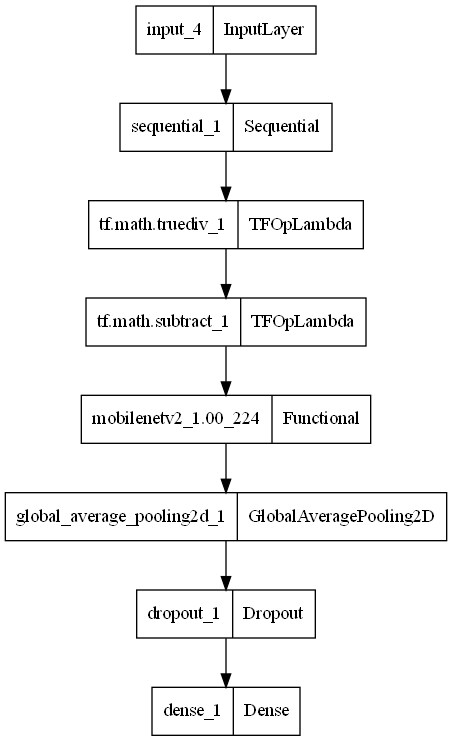 input_4 InputLayer
sequential_1 Sequential
tf.math.truediv_1 TFOpLambda
tf.math.subtract_1 TFOpLambda
mobilenetv2_1.00_224 Functional
global_average_pooling2d_1 GlobalAveragePooling2D
dropout_1 Dropout
dense_1 Dense